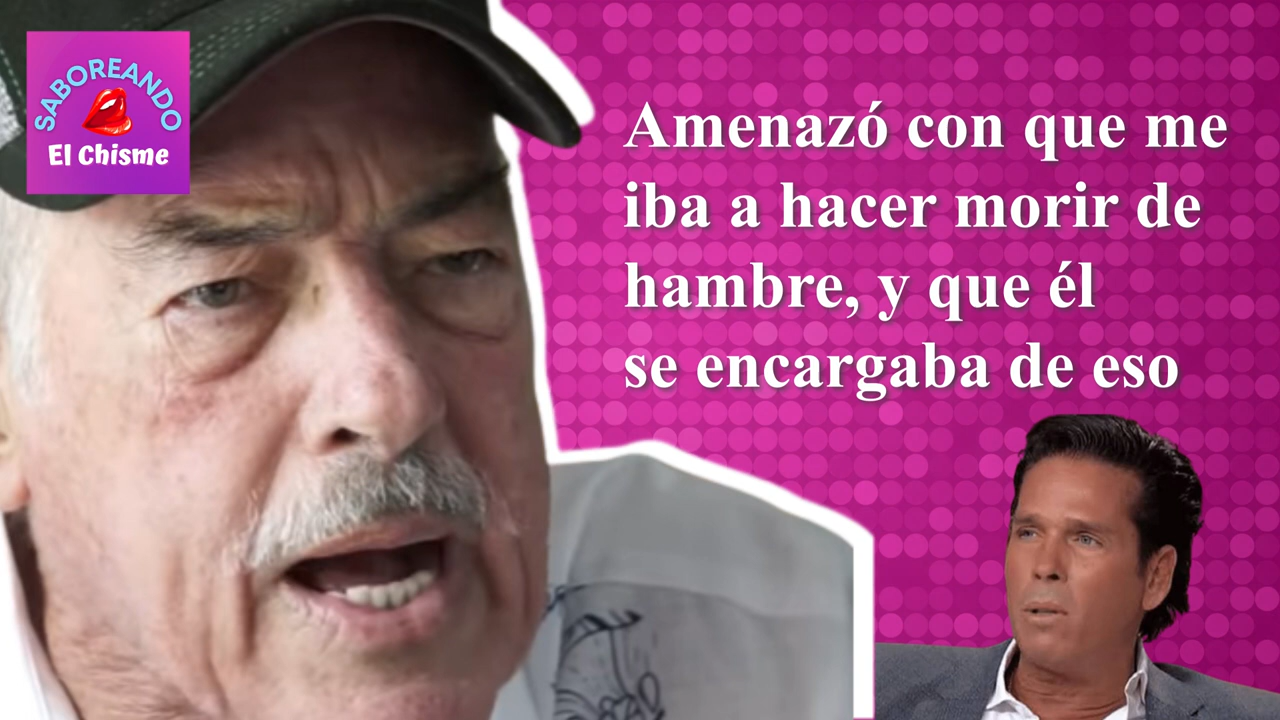 SABOREANDO
El Chisme
Amenazó con que me
iba a hacer morir de
hambre, y que él
se encargaba de eso